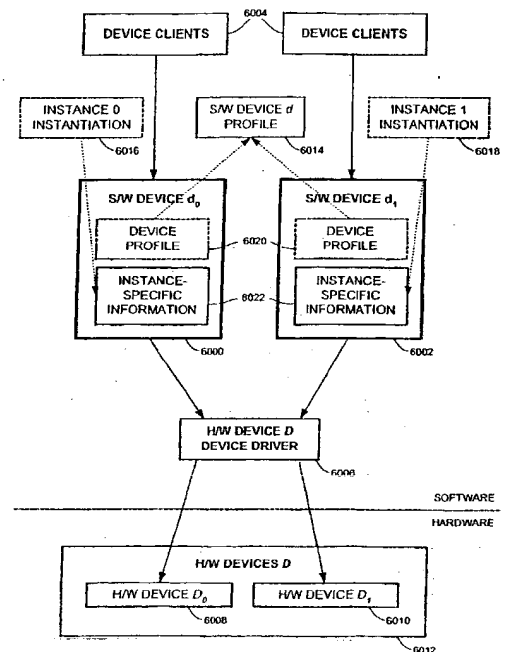 6004
DEVICE CLIENTS
DEVICE CLIENTS
INSTANCE 0
INSTANTIATION
6016
S/W DEVICE d
PROFILE
6014
INSTANCE 1
INSTANTIATION
6018
S/W DEVICE d0
DEVICE
PROFILE
INSTANCE-
SPECIFIC
INFORMATION
6000
6020
6022
S/W DEVICE d1
DEVICE
PROFILE
INSTANCE-
SPECIFIC
INFORMATION
6002
H/W DEVICE D
DEVICE DRIVER
6006
SOFTWARE
HARDWARE
H/W DEVICES D
H/W DEVICE D0
6008
H/W DEVICE D1
6010
6012